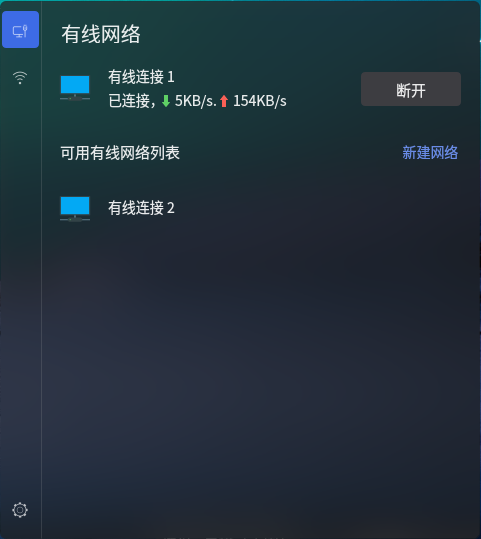 有线网络
有线连接 1
已连接，5KB/s. 154KB/s
断开
可用有线网络列表
新建网络
有线连接 2